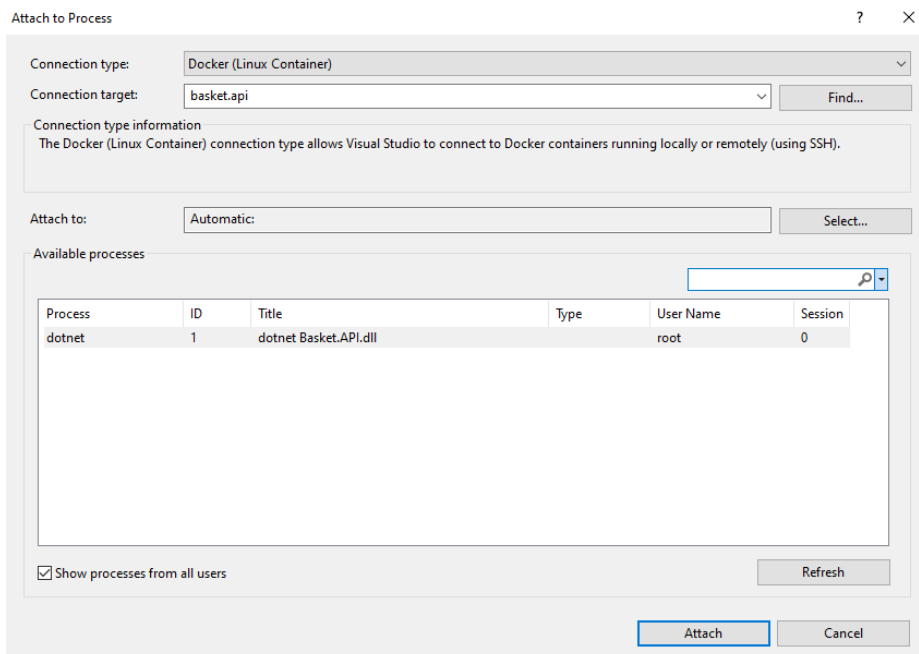 Attach to Process
?
Connection type:
Docker (Linux Container)
Connection target:
basket.api
Find...
Connection type information
The Docker (Linux Container) connection type allows Visual Studio to connect to Docker containers running locally or remotely (using SSH).
Attach to:
Automatic:
Select...
Available processes
Process ID Title Type User Name Session
dotnet 1 dotnet Basket.API.dll root 0
Show processes from all users
Refresh
Attach
Cancel